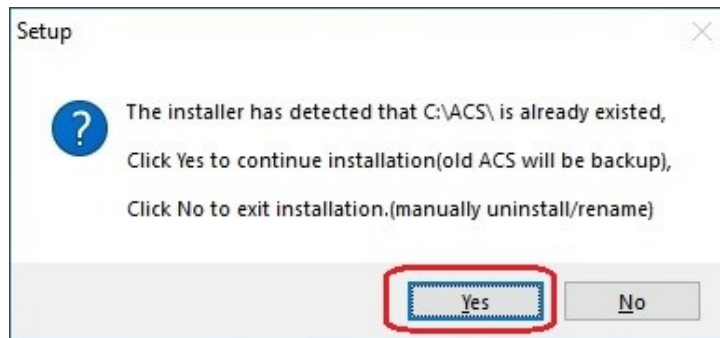 Setup
The installer has detected that C:\ACS\ is already existed,
Click Yes to continue installation(old ACS will be backup),
Click No to exit installation.(manually uninstall/rename)
Yes
No